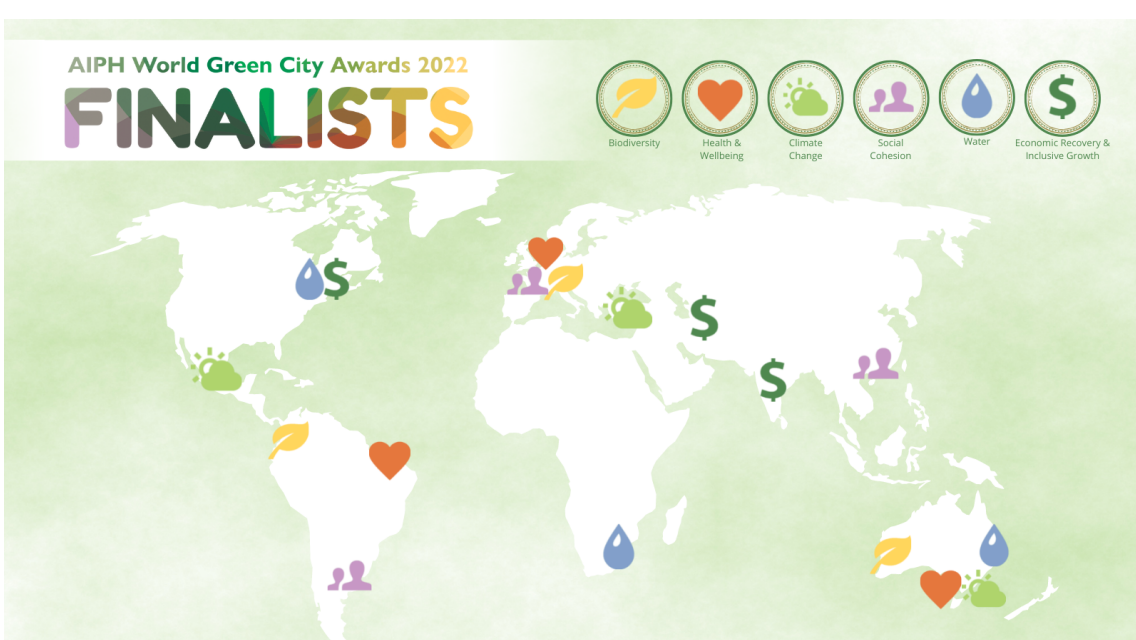 AIPH World Green City Awards 2022
FINALISTS
Biodiversity
Health &
Wellbeing
Climate
Change
Social
Cohesion
Water
Economic Recovery &
Inclusive Growth
$
$
$
$